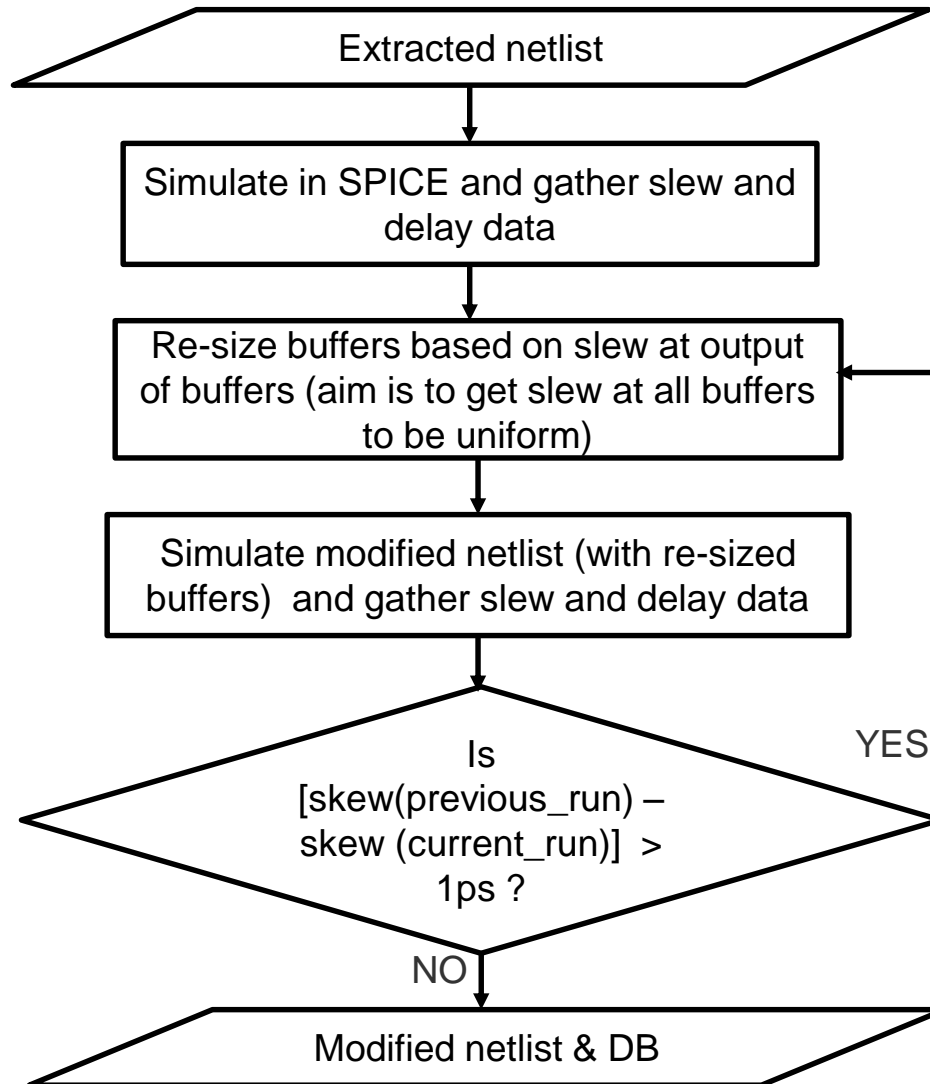 Extracted netlist
Simulate in SPICE and gather slew and
delay data
Re-size buffers based on slew at output
of buffers (aim is to get slew at all buffers
to be uniform)
Simulate modified netlist (with re-sized
buffers)  and gather slew and delay data
Is
[skew(previous_run) –
skew (current_run)]  >
1ps ?
YES
NO
Modified netlist & DB